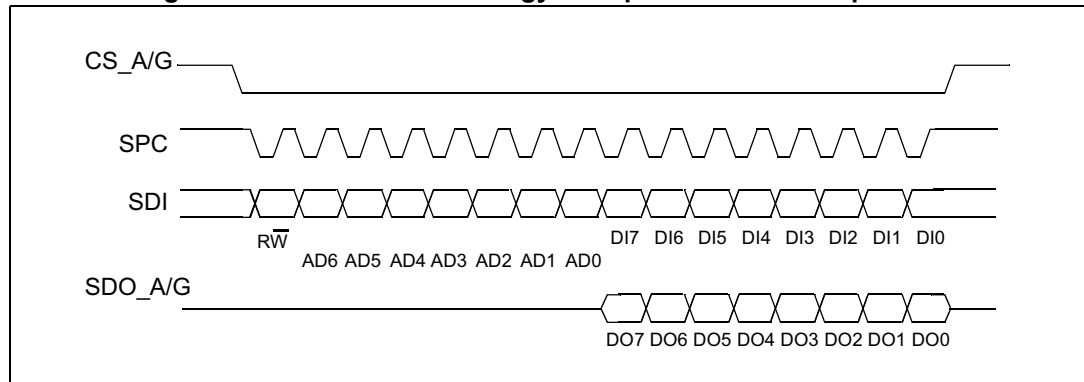 CS_A/G
SPC
SDI
RW̅
DI7 DI6 DI5 DI4 DI3 DI2 DI1 DI0
AD6 AD5 AD4 AD3 AD2 AD1 AD0
SDO_A/G
DO7 DO6 DO5 DO4 DO3 DO2 DO1 DO0